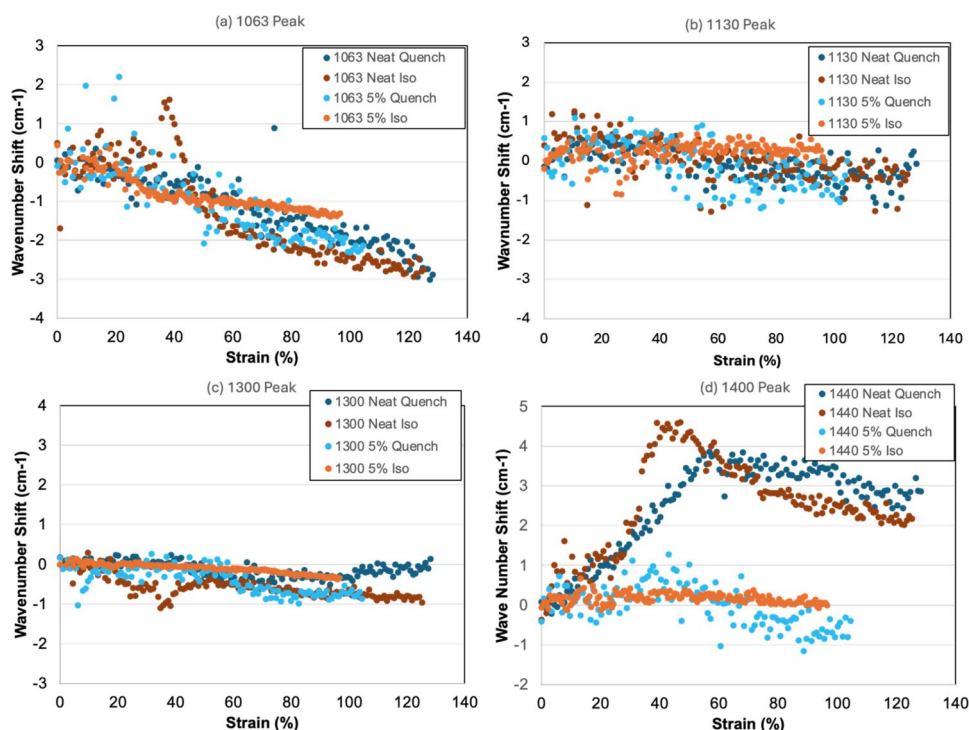 (a) 1063 Peak
3
2
1
0
-1
-2
-3
-4
0 20 40 60 80 100 120 140
Wavenumber Shift (cm-1)
Strain (%)
1063 Neat Quench
1063 Neat Iso
1063 5% Quench
1063 5% Iso
(b) 1130 Peak
3
2
1
0
-1
-2
-3
-4
0 20 40 60 80 100 120 140
Wavnumber Shift (cm-1)
Strain (%)
1130 Neat Quench
1130 Neat Iso
1130 5% Quench
1130 5% Iso
(c) 1300 Peak
4
3
2
1
0
-1
-2
-3
0 20 40 60 80 100 120 140
Wavenumber Shift (cm-1)
Strain (%)
1300 Neat Quench
1300 Neat Iso
1300 5% Quench
1300 5% Iso
(d) 1400 Peak
5
4
3
2
1
0
-1
-2
0 20 40 60 80 100 120 140
Wave Number Shift (cm-1)
Strain (%)
1440 Neat Quench
1440 Neat Iso
1440 5% Quench
1440 5% Iso